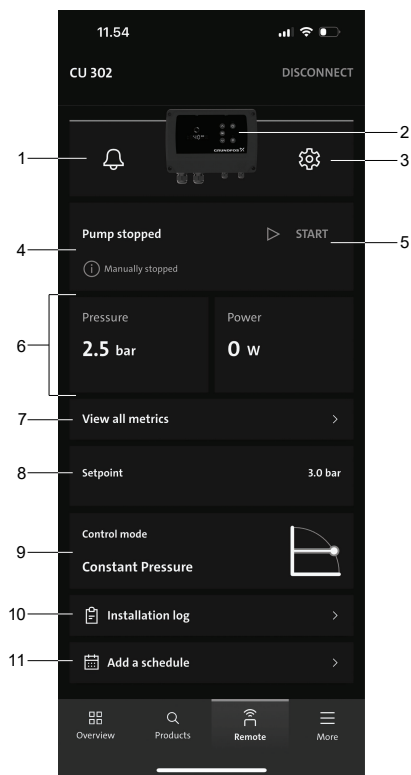 11.54
CU 302
DISCONNECT
GRUNDFOS
1
2
3
Pump stopped
START
4
5
Manually stopped
Pressure
Power
2.5 bar
0 W
6
View all metrics
7
Setpoint
3.0 bar
8
Control mode
Constant Pressure
9
Installation log
10
Add a schedule
11
Overview
Products
Remote
More